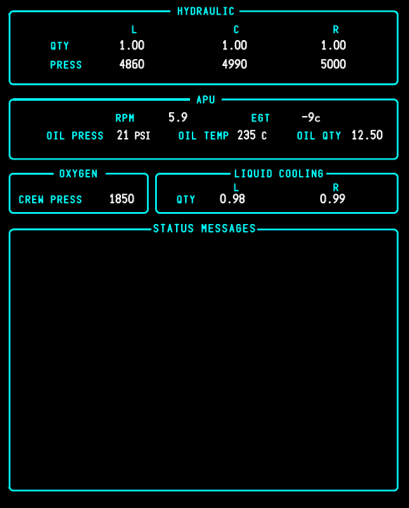 HYDRAULIC
L C R
QTY 1.00 1.00 1.00
PRESS 4860 4990 5000
APU
RPM 5.9 EGT -9c
OIL PRESS 21 PSI OIL TEMP 235 C OIL QTY 12.50
OXYGEN
CREW PRESS 1850
LIQUID COOLING
L R
QTY 0.98 0.99
STATUS MESSAGES